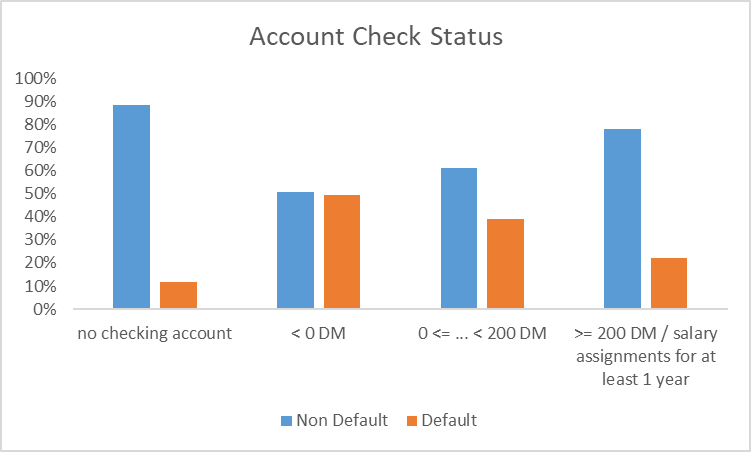 Account Check Status
100%
90%
80%
70%
60%
50%
40%
30%
20%
10%
0%
no checking account
< 0 DM
0 <= ... < 200 DM
>= 200 DM / salary
assignments for at
least 1 year
Non Default
Default